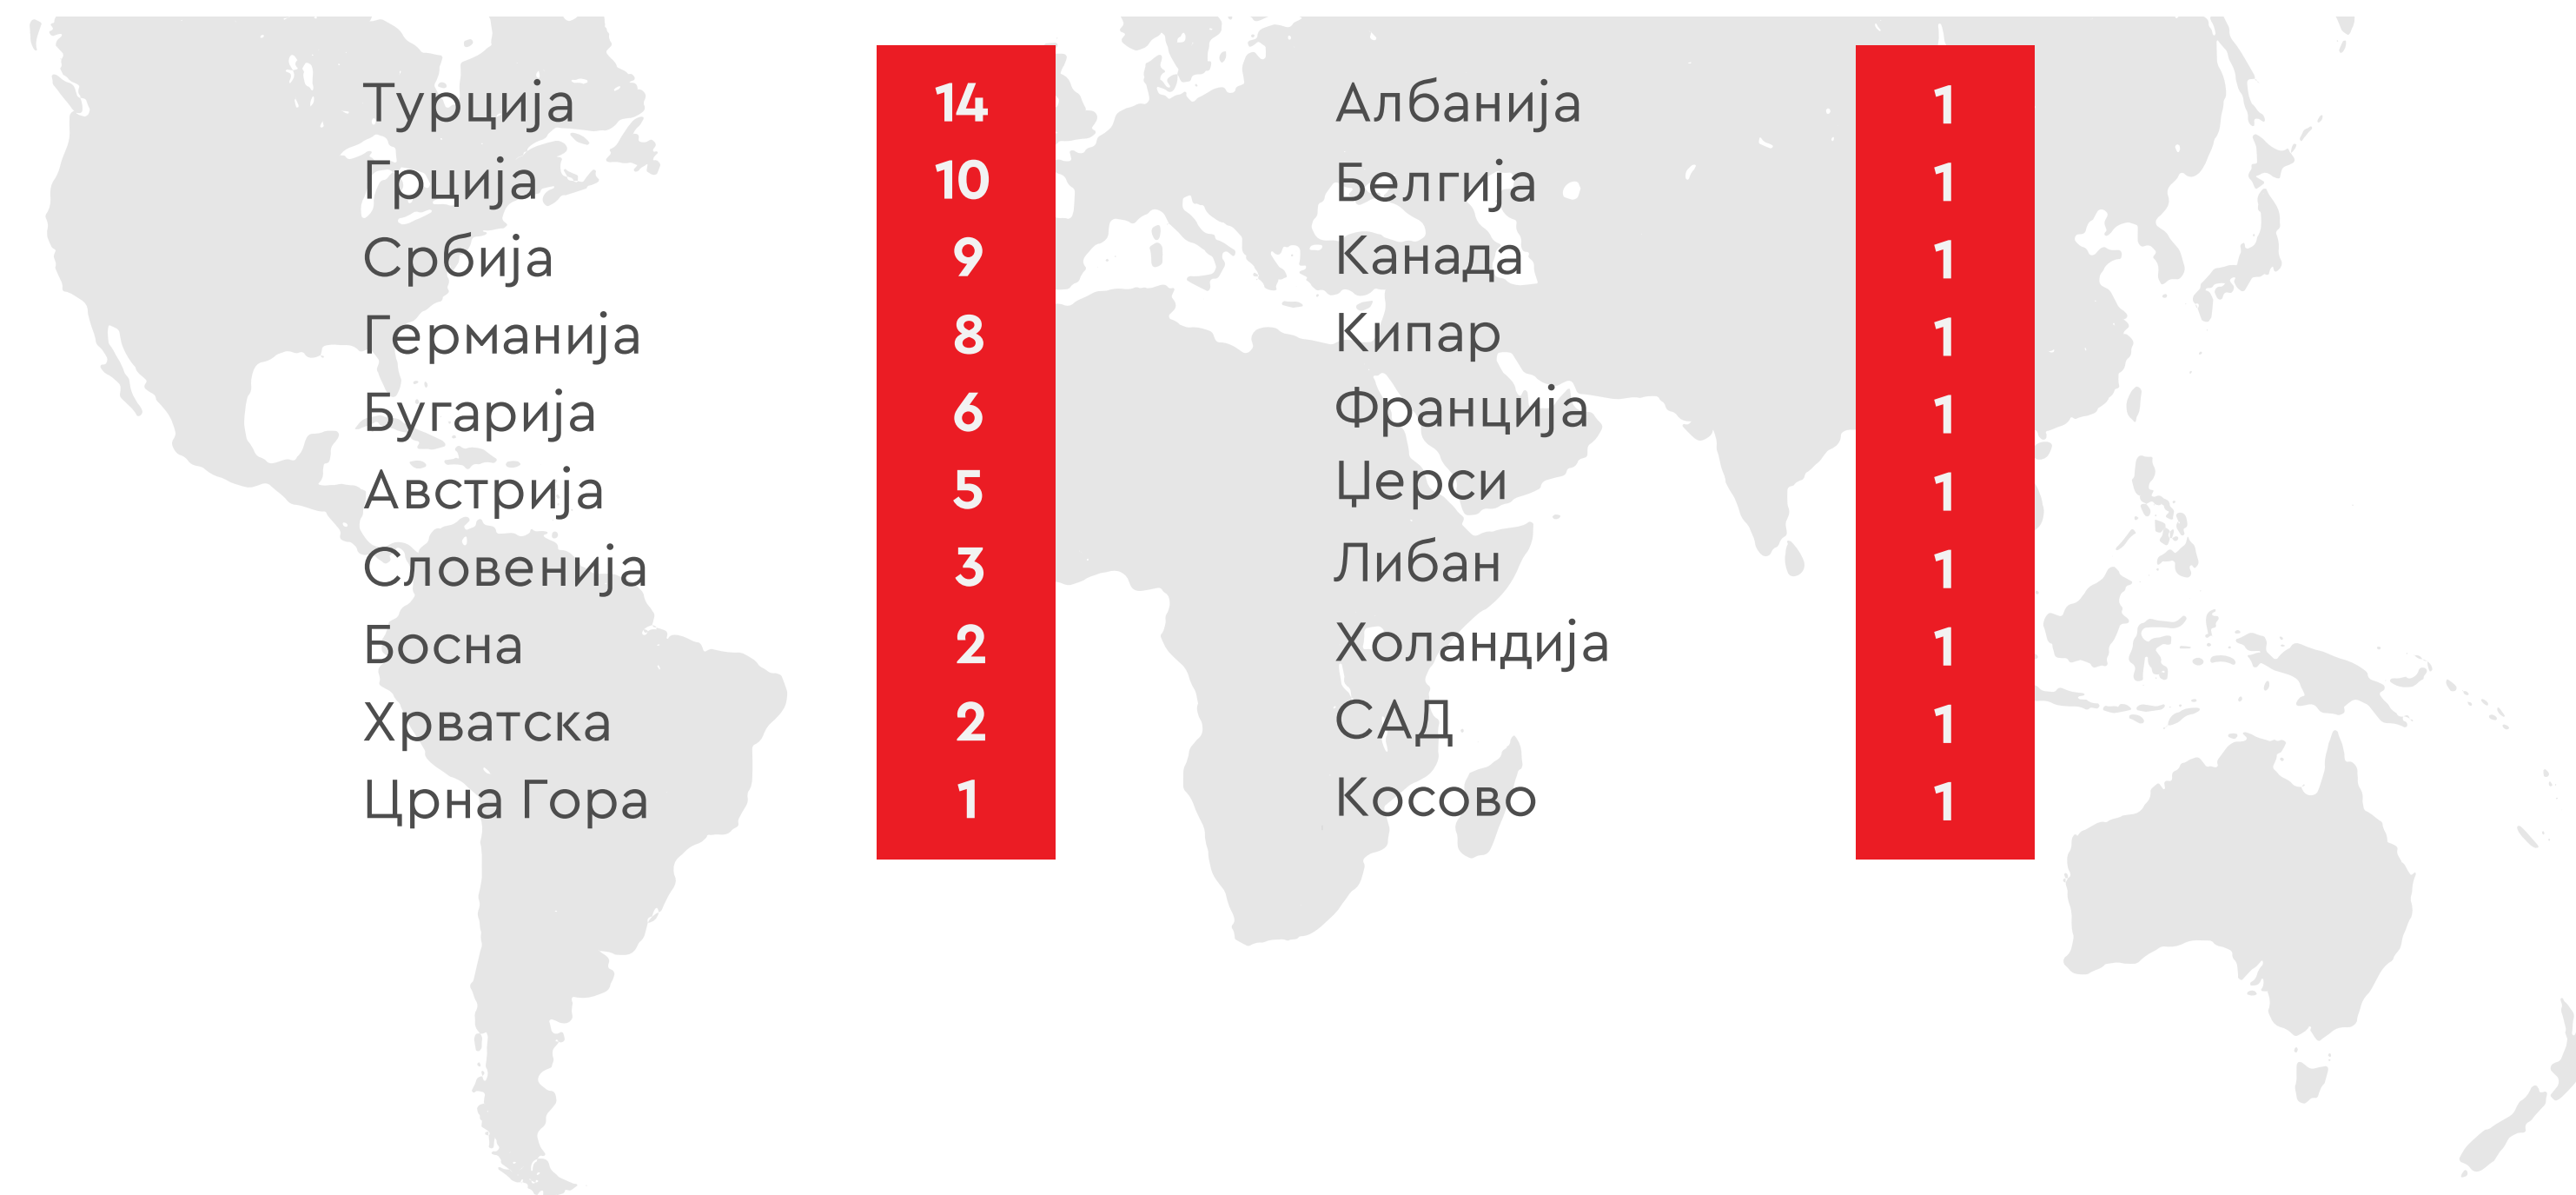 Турција 14
Грција 10
Србија 9
Германија 8
Бугарија 6
Австрија 5
Словенија 3
Босна 2
Хрватска 2
Црна Гора 1
Албанија 1
Белгија 1
Канада 1
Кипар 1
Франција 1
Џерси 1
Либан 1
Холандија 1
САД 1
Косово 1